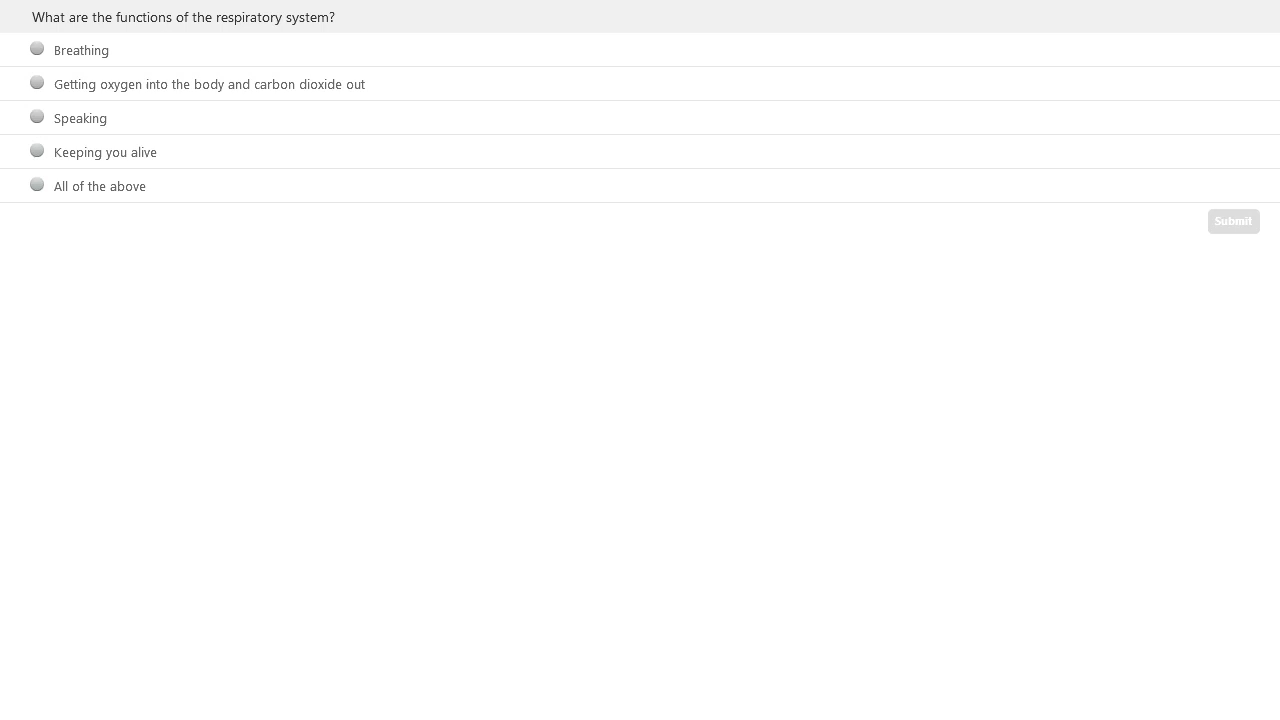 What are the functions of the respiratory system?
Breathing
Getting oxygen into the body and carbon dioxide out
Speaking
Keeping you alive
All of the above
Submit